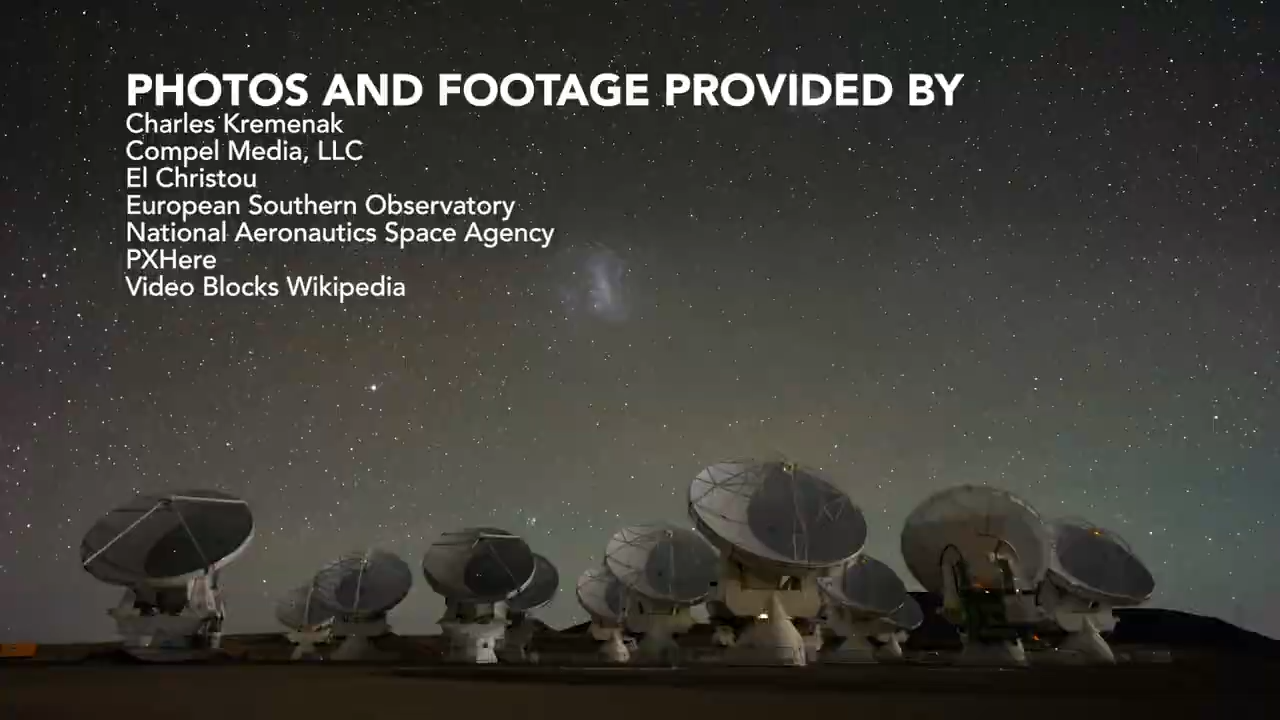 PHOTOS AND FOOTAGE PROVIDED BY
Charles Kremenak
Compel Media, LLC
El Christou
European Southern Observatory
National Aeronautics Space Agency
PXHere
Video Blocks Wikipedia